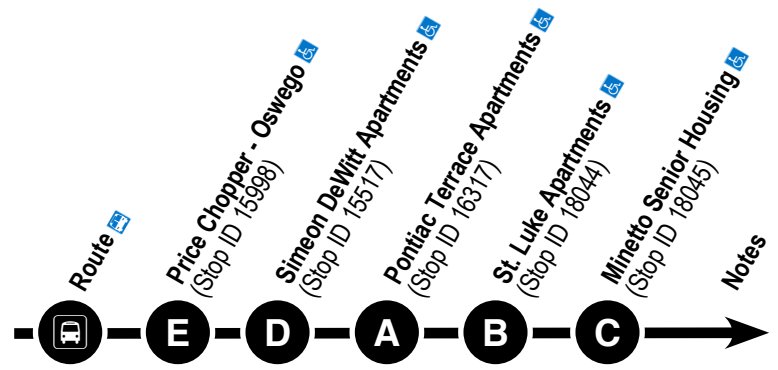 Route
Price Chopper - Oswego
(Stop ID 15998)
Simeon DeWitt Apartments
(Stop ID 15517)
Pontiac Terrace Apartments
(Stop ID 16317)
St. Luke Apartments
(Stop ID 18044)
Minetto Senior Housing
(Stop ID 18045)
Notes
E
D
A
B
C